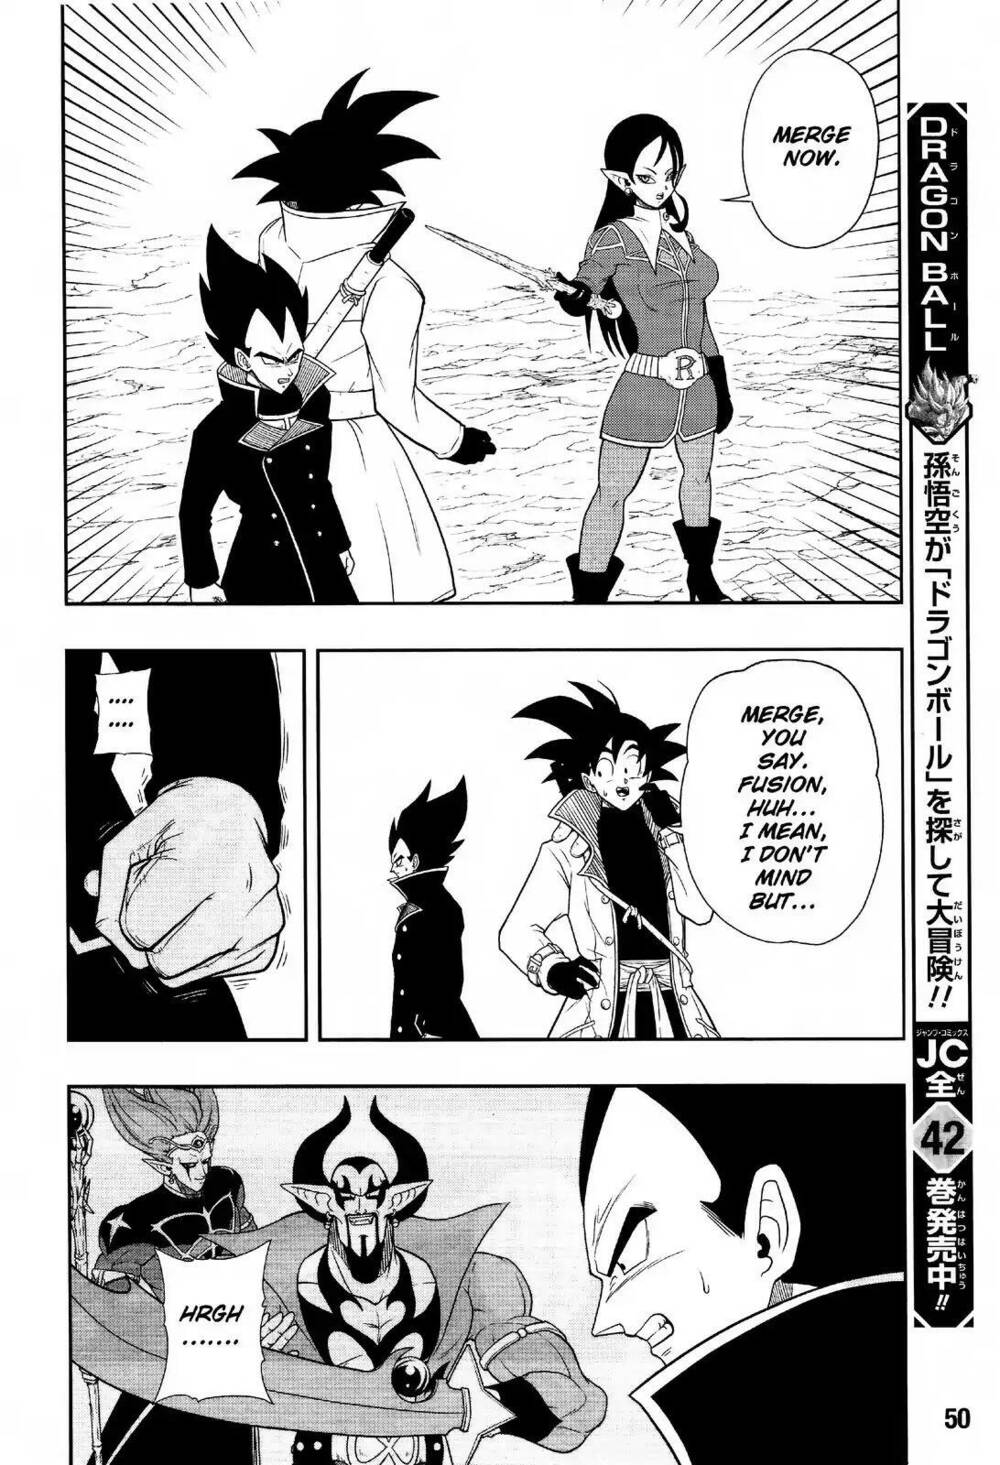 MERGE
NOW.
R
MERGE,
YOU
SAY.
FUSION,
HUH...
I MEAN,
I DON'T
MIND
BUT...
.....
.....
HRGH
.......
DRAGON BALL
ドラゴンボール
孫悟空が「ドラゴンボール」を探して大冒険!!
そんごくう
さが
だいぼうけん
ジャンプ・コミックス
JC全42巻発売中!!
ぜん
かんはつばいちゅう
50